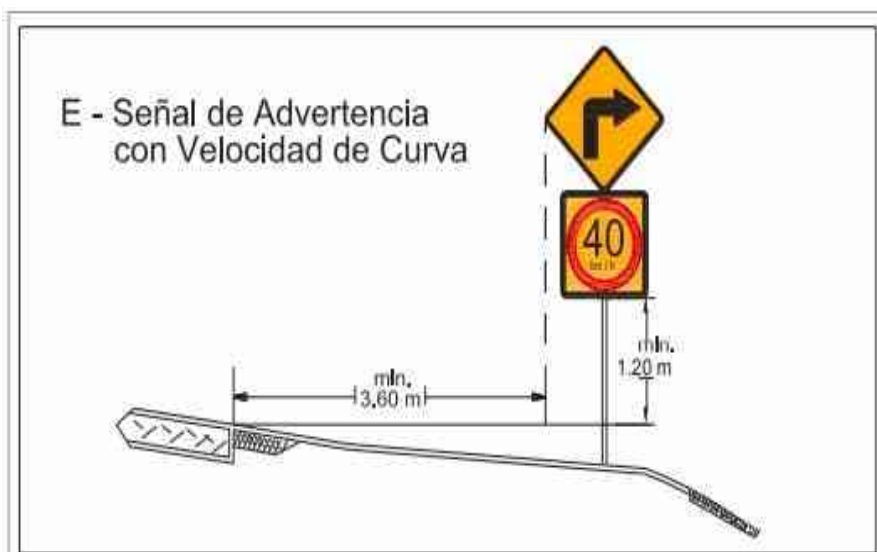 E - Señal de Advertencia
con Velocidad de Curva
40
km / h
mín.
1.20 m
mín.
3.60 m